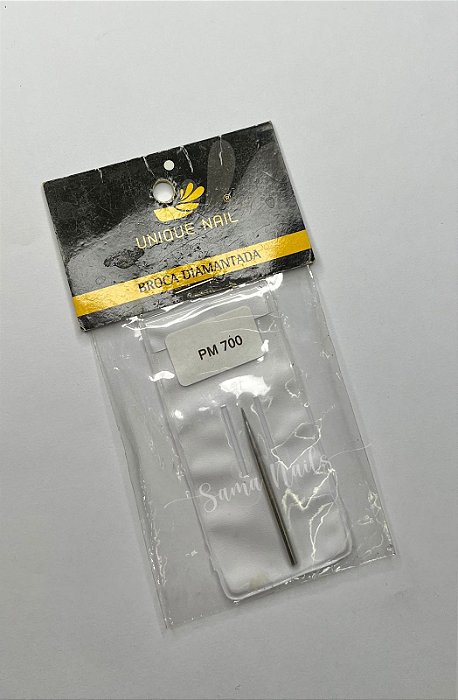 ®
UNIQUE NAIL
BROCA DIAMANTADA
PM 700
Sama Nails